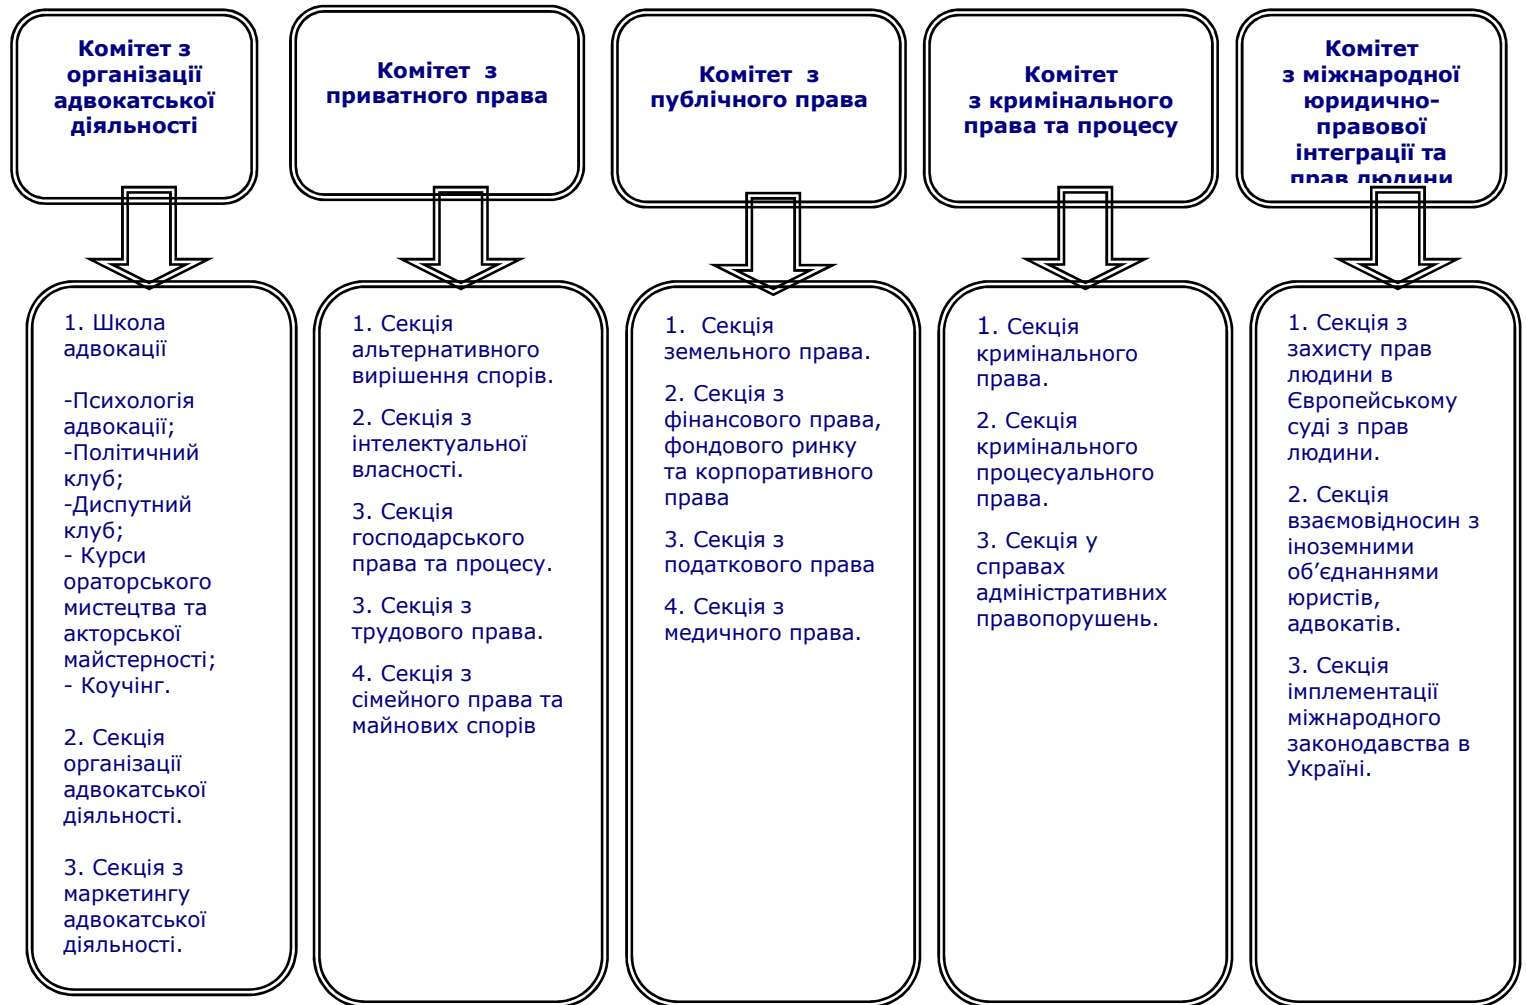 Комітет з
організації
адвокатської
діяльності
Комітет  з
приватного права
Комітет  з
публічного права
Комітет
з кримінального
права та процесу
Комітет
з міжнародної
юридично-
правової
інтеграції та
прав людини
1. Школа
адвокації
-Психологія
адвокації;
-Політичний
клуб;
-Диспутний
клуб;
- Курси
ораторського
мистецтва та
акторської
майстерності;
- Коучінг.
2. Секція
організації
адвокатської
діяльності.
3. Секція з
маркетингу
адвокатської
діяльності.
1. Секція
альтернативного
вирішення спорів.
2. Секція з
інтелектуальної
власності.
3. Секція
господарського
права та процесу.
3. Секція з
трудового права.
4. Секція з
сімейного права та
майнових спорів
1.  Секція
земельного права.
2. Секція з
фінансового права,
фондового ринку
та корпоративного
права
3. Секція з
податкового права
4. Секція з
медичного права.
1. Секція
кримінального
права.
2. Секція
кримінального
процесуального
права.
3. Секція у
справах
адміністративних
правопорушень.
1. Секція з
захисту прав
людини в
Європейському
суді з прав
людини.
2. Секція
взаємовідносин з
іноземними
об’єднаннями
юристів,
адвокатів.
3. Секція
імплементації
міжнародного
законодавства в
Україні.